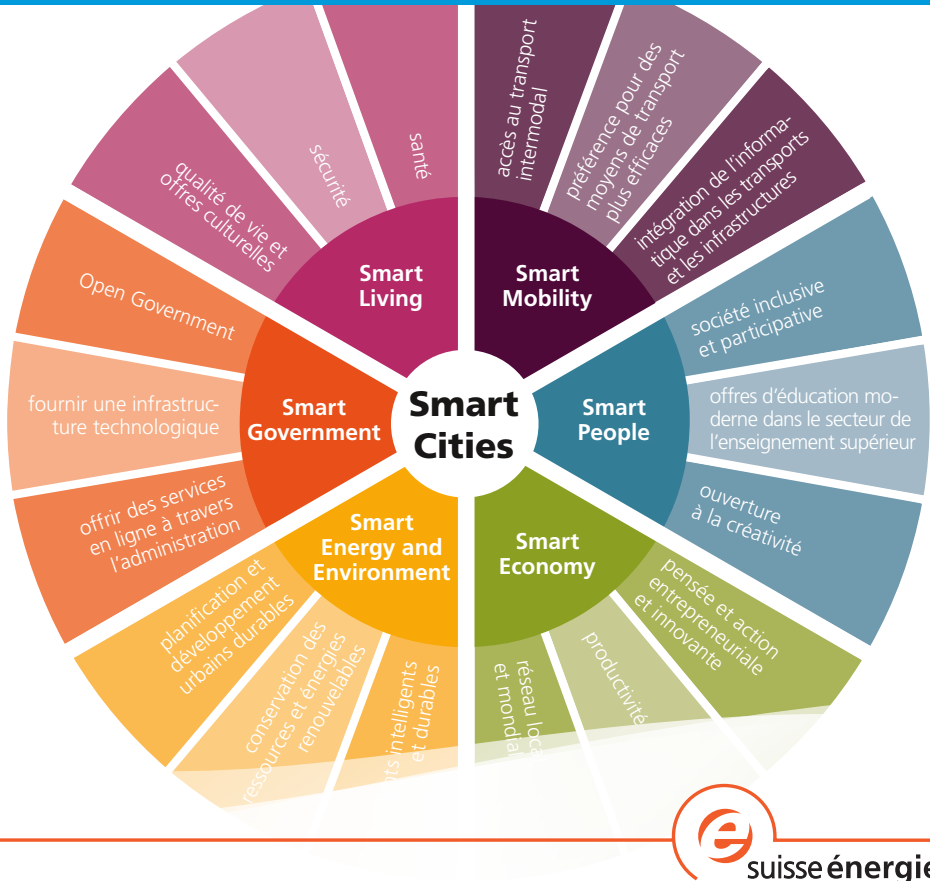 santé
sécurité
qualité de vie et
offres culturelles
Smart
Living
accès au transport
intermodal
préférence pour des
moyens de transport
plus efficaces
intégration de l'informa-
tique dans les transports
et les infrastructures
Smart
Mobility
Open Government
fournir une infrastruc-
ture technologique
offrir des services
en ligne à travers
l'administration
Smart
Government
Smart
Cities
Smart
People
société inclusive
et participative
offres d'éducation mo-
derne dans le secteur de
l'enseignement supérieur
ouverture
à la créativité
Smart
Energy and
Environment
planification et
développement
urbains durables
conservation des
ressources et énergies
renouvelables
intelligents
et durables
Smart
Economy
réseau
et mondial
productivité
pensée et action
entrepreneuriale
et innovante
suisse énergie